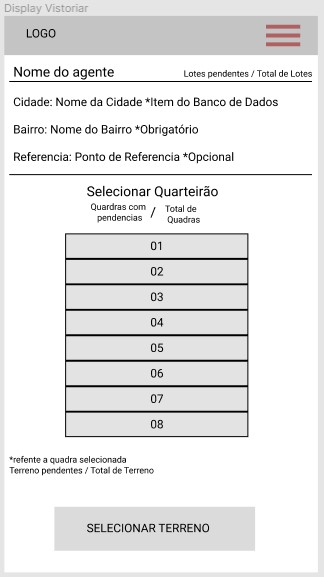 Display Vistoriar
LOGO
Nome do agente
Lotes pendentes / Total de Lotes
Cidade: Nome da Cidade *Item do Banco de Dados
Bairro: Nome do Bairro *Obrigatório
Referencia: Ponto de Referencia *Opcional
Selecionar Quarteirão
Quardras com pendencias / Total de Quadras
01
02
03
04
05
06
07
08
*refente a quadra selecionada
Terreno pendentes / Total de Terreno
SELECIONAR TERRENO